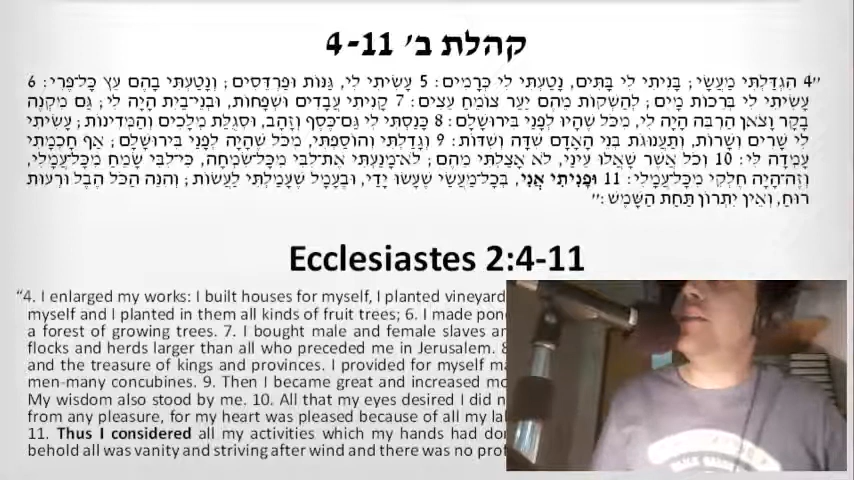 קהלת ב׳ 4-11
״4 הִגְדַּלְתִּי מַעֲשָׂי; בָּנִיתִי לִי בָּתִּים, נָטַעְתִּי לִי כְּרָמִים: 5 עָשִׂיתִי לִי, גַּנּוֹת וּפַרְדֵּסִים; וְנָטַעְתִּי בָהֶם עֵץ כָּל־פֶּרִי: 6
עָשִׂיתִי לִי בְּרֵכוֹת מָיִם; לְהַשְׁקוֹת מֵהֶם יַעַר צוֹמֵחַ עֵצִים: 7 קָנִיתִי עֲבָדִים וּשְׁפָחוֹת, וּבְנֵי־בַיִת הָיָה לִי; גַּם מִקְנֶה
בָקָר וָצֹאן הַרְבֵּה הָיָה לִי, מִכֹּל שֶׁהָיוּ לְפָנַי בִּירוּשָׁלָם: 8 כָּנַסְתִּי לִי גַּם־כֶּסֶף וְזָהָב, וּסְגֻלַּת מְלָכִים וְהַמְּדִינוֹת; עָשִׂיתִי
לִי שָׁרִים וְשָׁרוֹת, וְתַעֲנוּגֹת בְּנֵי הָאָדָם שִׁדָּה וְשִׁדּוֹת: 9 וְגָדַלְתִּי וְהוֹסַפְתִּי, מִכֹּל שֶׁהָיָה לְפָנַי בִּירוּשָׁלָם; אַף חָכְמָתִי
עָמְדָה לִּי: 10 וְכֹל אֲשֶׁר שָׁאֲלוּ עֵינַי, לֹא אָצַלְתִּי מֵהֶם; לֹא־מָנַעְתִּי אֶת־לִבִּי מִכָּל־שִׂמְחָה, כִּי־לִבִּי שָׂמֵחַ מִכָּל־עֲמָלִי,
וְזֶה־הָיָה חֶלְקִי מִכָּל־עֲמָלִי: 11 וּפָנִיתִי אֲנִי, בְּכָל־מַעֲשַׂי שֶׁעָשׂוּ יָדַי, וּבֶעָמָל שֶׁעָמַלְתִּי לַעֲשׂוֹת; וְהִנֵּה הַכֹּל הֶבֶל וּרְעוּת
רוּחַ, וְאֵין יִתְרוֹן תַּחַת הַשָּׁמֶשׁ:״
Ecclesiastes 2:4-11
“4. I enlarged my works: I built houses for myself, I planted vineyard
myself and I planted in them all kinds of fruit trees; 6. I made pon
a forest of growing trees. 7. I bought male and female slaves an
flocks and herds larger than all who preceded me in Jerusalem. 8
and the treasure of kings and provinces. I provided for myself ma
men-many concubines. 9. Then I became great and increased mo
My wisdom also stood by me. 10. All that my eyes desired I did n
from any pleasure, for my heart was pleased because of all my la
11. Thus I considered all my activities which my hands had do
behold all was vanity and striving after wind and there was no prof